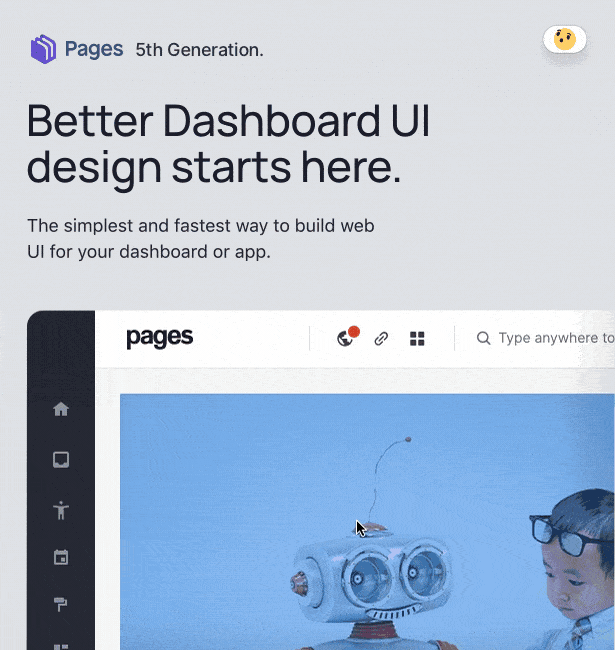 Pages 5th Generation.
Better Dashboard UI
design starts here.
The simplest and fastest way to build web
UI for your dashboard or app.
pages
Type anywhere to